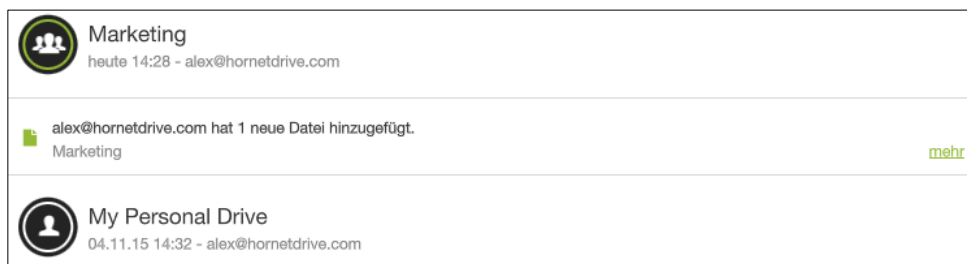 Marketing
heute 14:28 - alex@hornetdrive.com
alex@hornetdrive.com hat 1 neue Datei hinzugefügt.
Marketing
mehr
My Personal Drive
04.11.15 14:32 - alex@hornetdrive.com